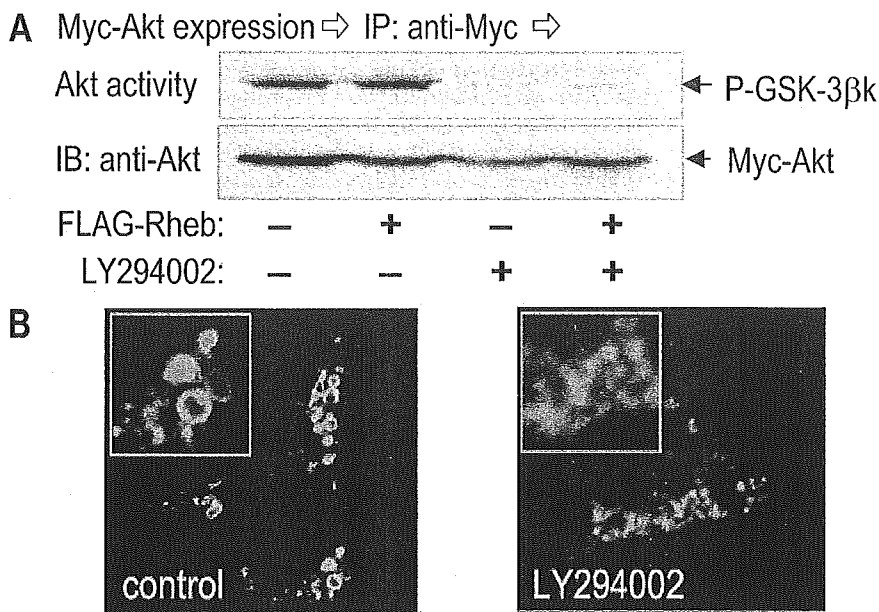 A Myc-Akt expression ⇨ IP: anti-Myc ⇨
Akt activity P-GSK-3βk
IB: anti-Akt Myc-Akt
FLAG-Rheb: – + – +
LY294002: – – + +
B
control LY294002